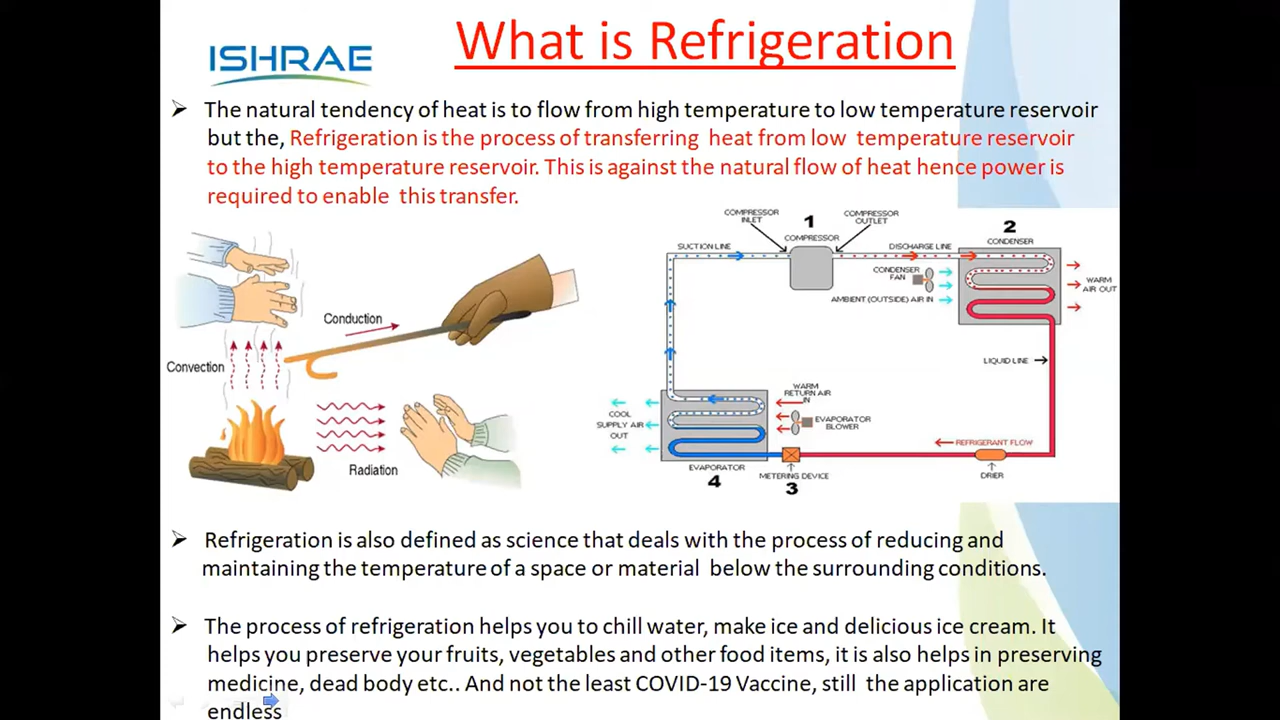 What is Refrigeration
ISHRAE
➢ The natural tendency of heat is to flow from high temperature to low temperature reservoir
but the, Refrigeration is the process of transferring heat from low temperature reservoir
to the high temperature reservoir. This is against the natural flow of heat hence power is
required to enable this transfer.
Conduction
Convection
Radiation
COMPRESSOR
INLET
1
COMPRESSOR
COMPRESSOR
OUTLET
SUCTION LINE
DISCHARGE LINE
2
CONDENSER
CONDENSER
FAN
AMBIENT (OUTSIDE) AIR IN
WARM
AIR OUT
LIQUID LINE
WARM
RETURN AIR
IN
COOL
SUPPLY AIR
OUT
EVAPORATOR
BLOWER
REFRIGERANT FLOW
EVAPORATOR
4
METERING DEVICE
3
DRIER
➢ Refrigeration is also defined as science that deals with the process of reducing and
maintaining the temperature of a space or material below the surrounding conditions.
➢ The process of refrigeration helps you to chill water, make ice and delicious ice cream. It
helps you preserve your fruits, vegetables and other food items, it is also helps in preserving
medicine, dead body etc.. And not the least COVID-19 Vaccine, still the application are
endless